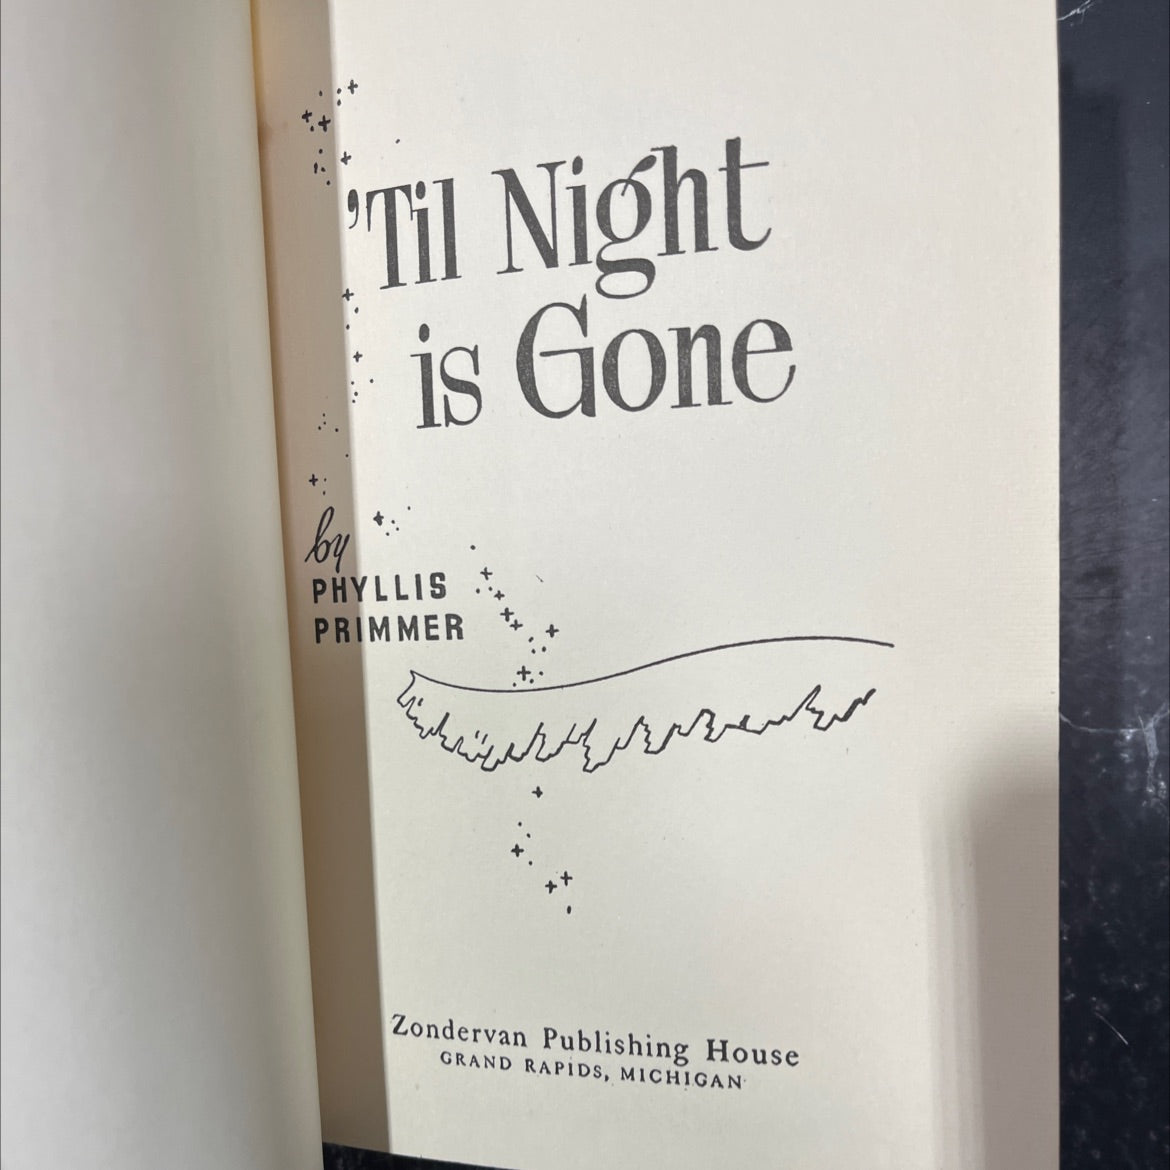 'Til Night
is Gone
by
PHYLLIS
PRIMMER
Zondervan Publishing House
GRAND RAPIDS, MICHIGAN